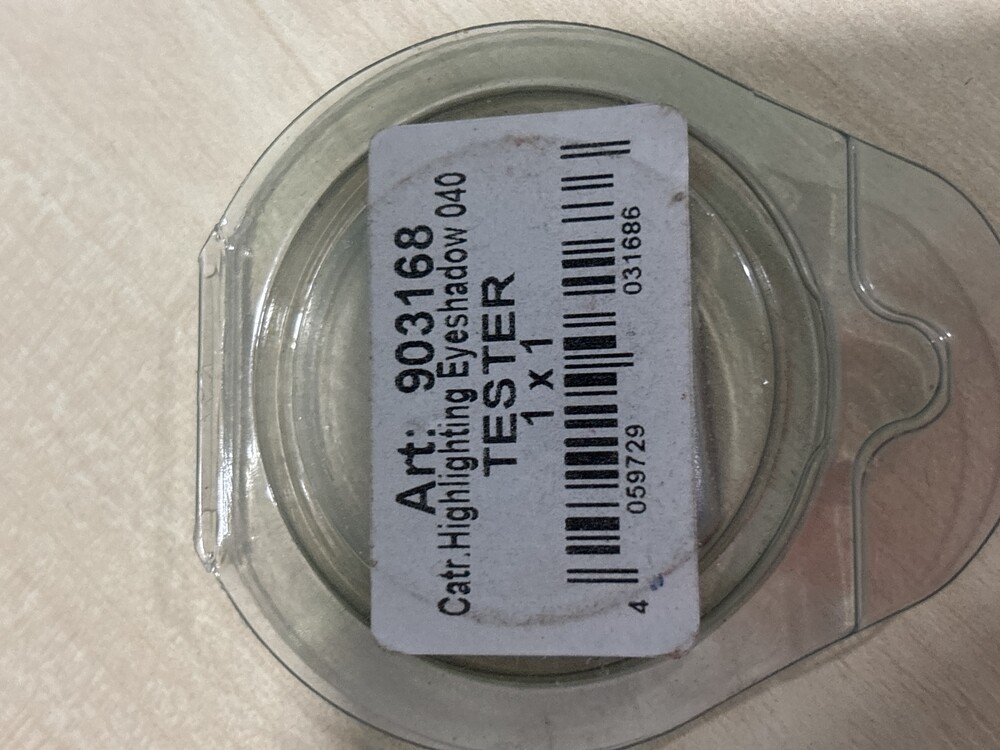 Art: 903168
Catr.Highlighting Eyeshadow 040
TESTER
1 x 1
4 059729 031686